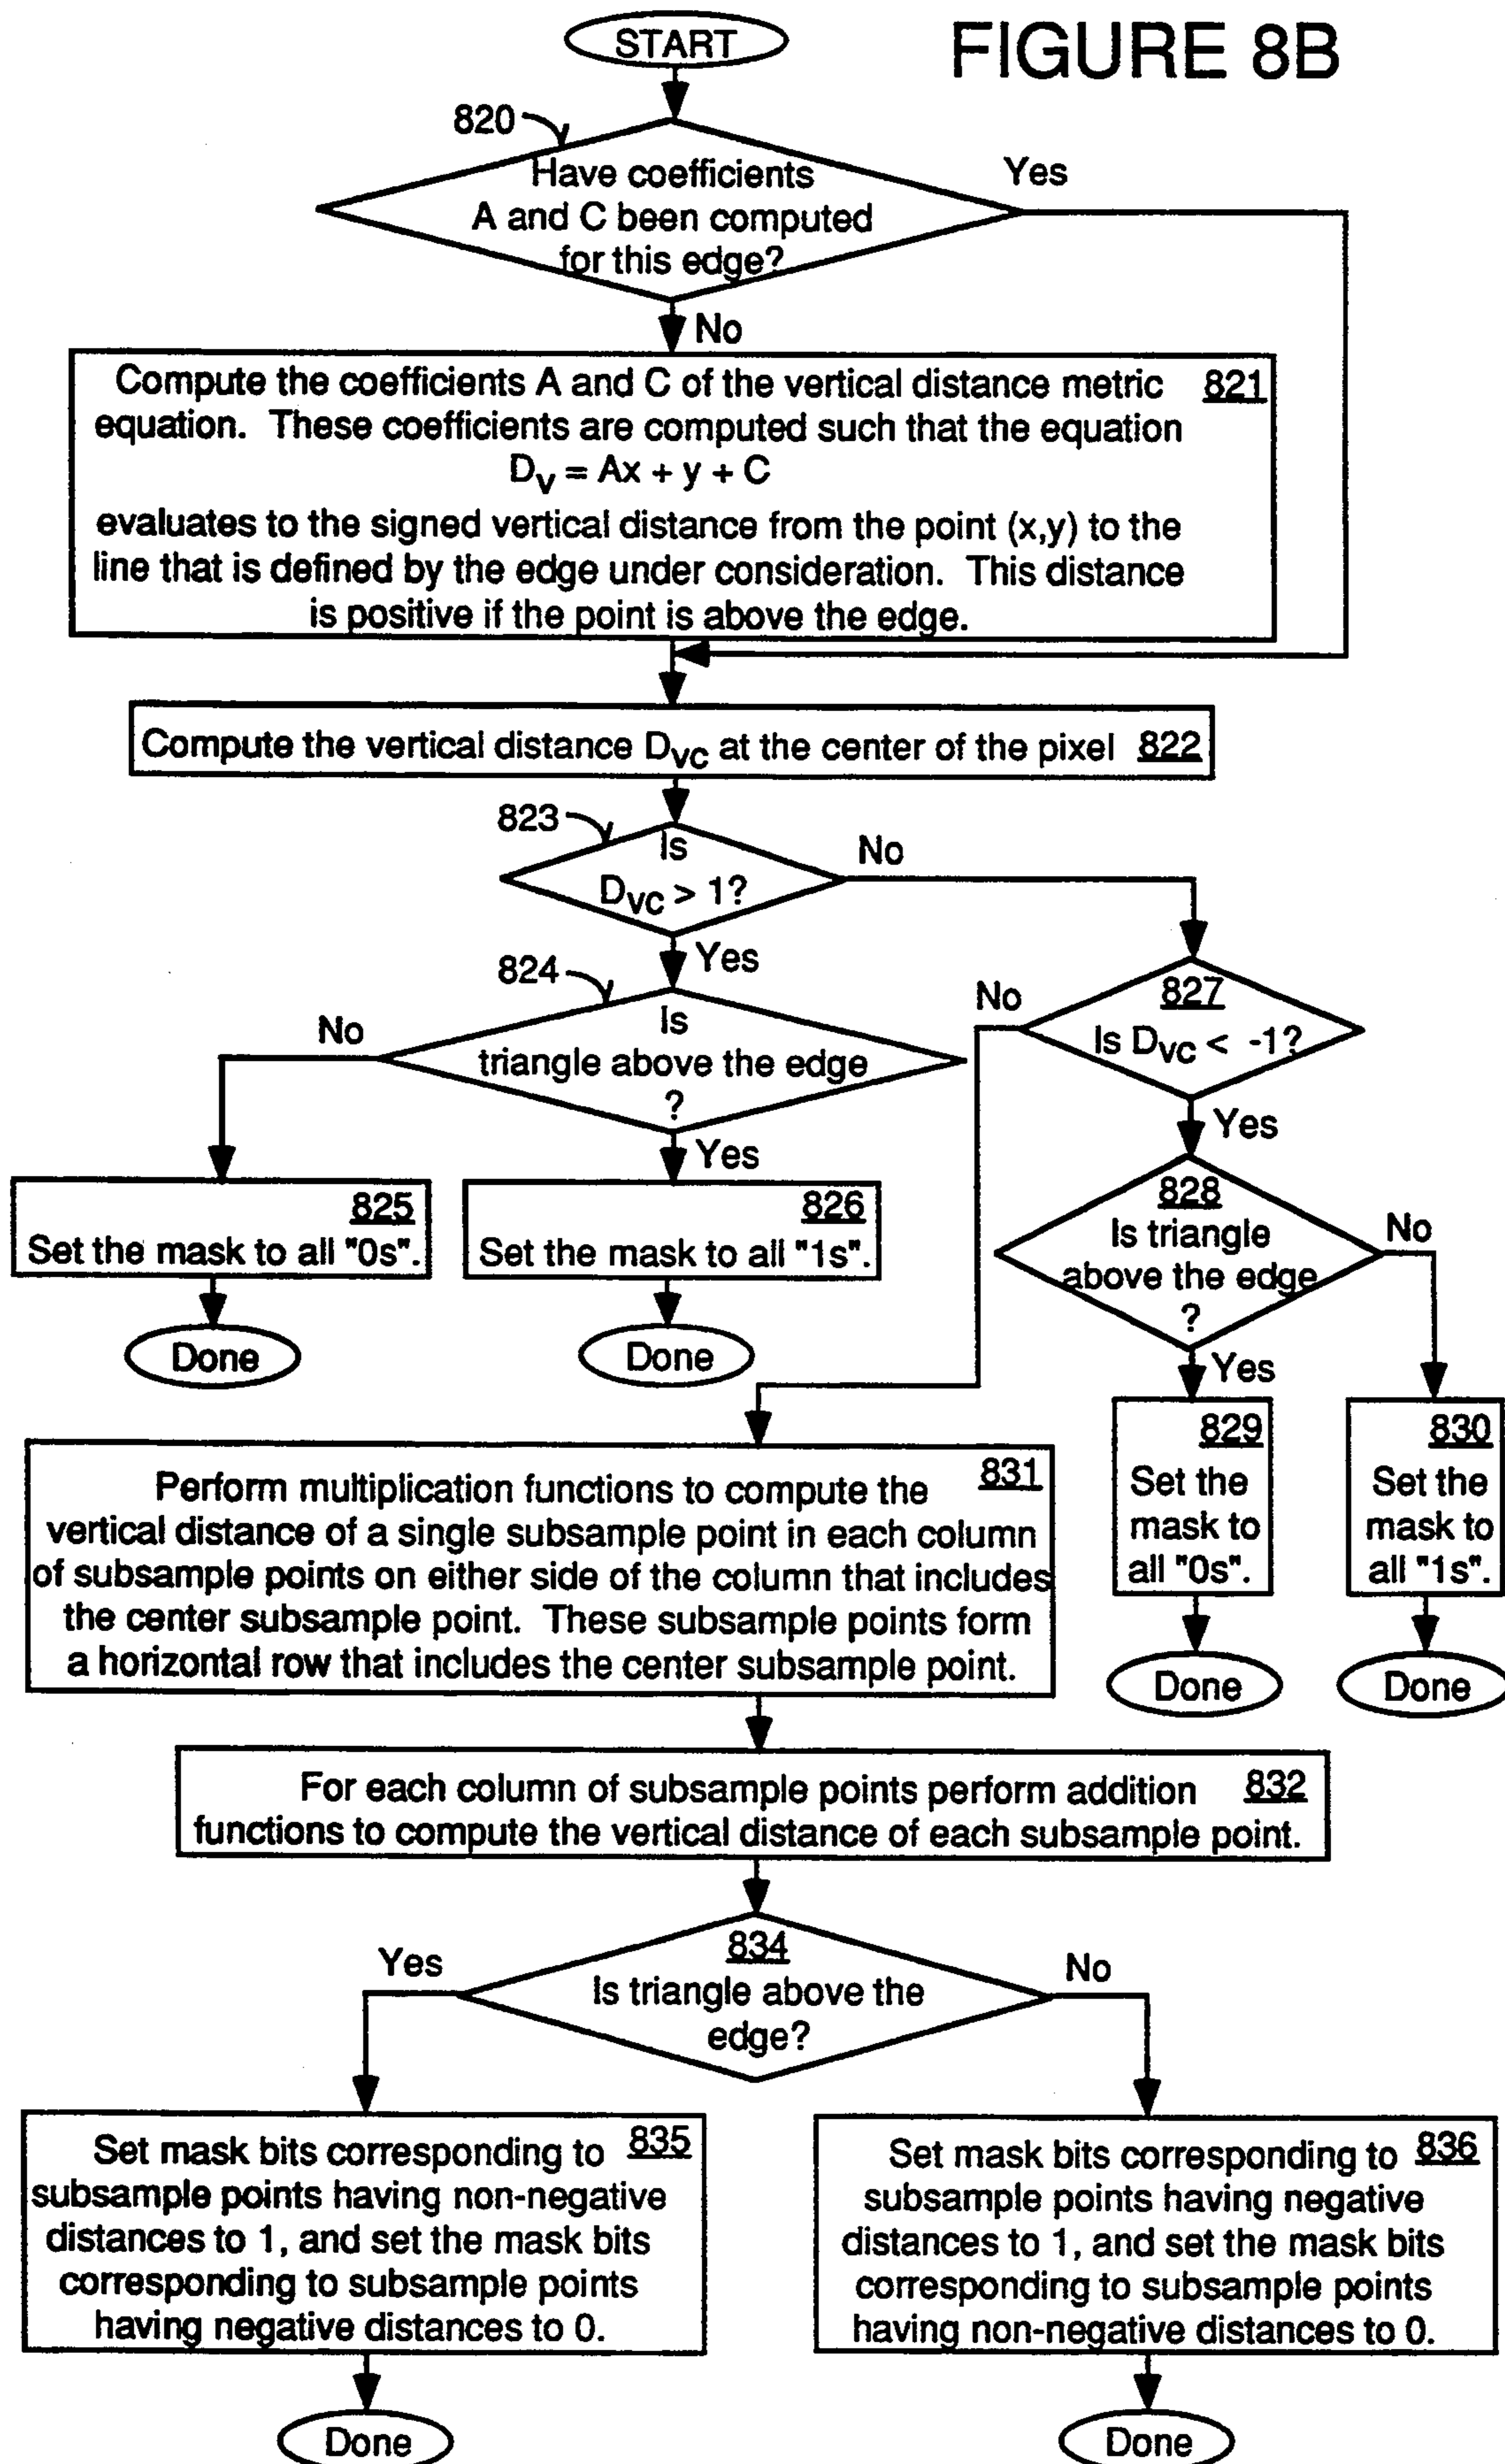 FIGURE 8B
START
820
Have coefficients
A and C been computed
for this edge?
Yes
No
Compute the coefficients A and C of the vertical distance metric 821
equation. These coefficients are computed such that the equation
Dv = Ax + y + C
evaluates to the signed vertical distance from the point (x,y) to the
line that is defined by the edge under consideration. This distance
is positive if the point is above the edge.
Compute the vertical distance DVC at the center of the pixel 822
823
Is
DVC > 1?
No
Yes
824
Is
triangle above the edge
?
No
Yes
827
Is DVC < -1?
No
Yes
825
Set the mask to all "0s".
Done
826
Set the mask to all "1s".
Done
828
Is triangle
above the edge
?
No
Yes
829
Set the
mask to
all "0s".
Done
830
Set the
mask to
all "1s".
Done
Perform multiplication functions to compute the 831
vertical distance of a single subsample point in each column
of subsample points on either side of the column that includes
the center subsample point. These subsample points form
a horizontal row that includes the center subsample point.
For each column of subsample points perform addition 832
functions to compute the vertical distance of each subsample point.
834
Is triangle above the
edge?
Yes
No
Set mask bits corresponding to 835
subsample points having non-negative
distances to 1, and set the mask bits
corresponding to subsample points
having negative distances to 0.
Done
Set mask bits corresponding to 836
subsample points having negative
distances to 1, and set the mask bits
corresponding to subsample points
having non-negative distances to 0.
Done